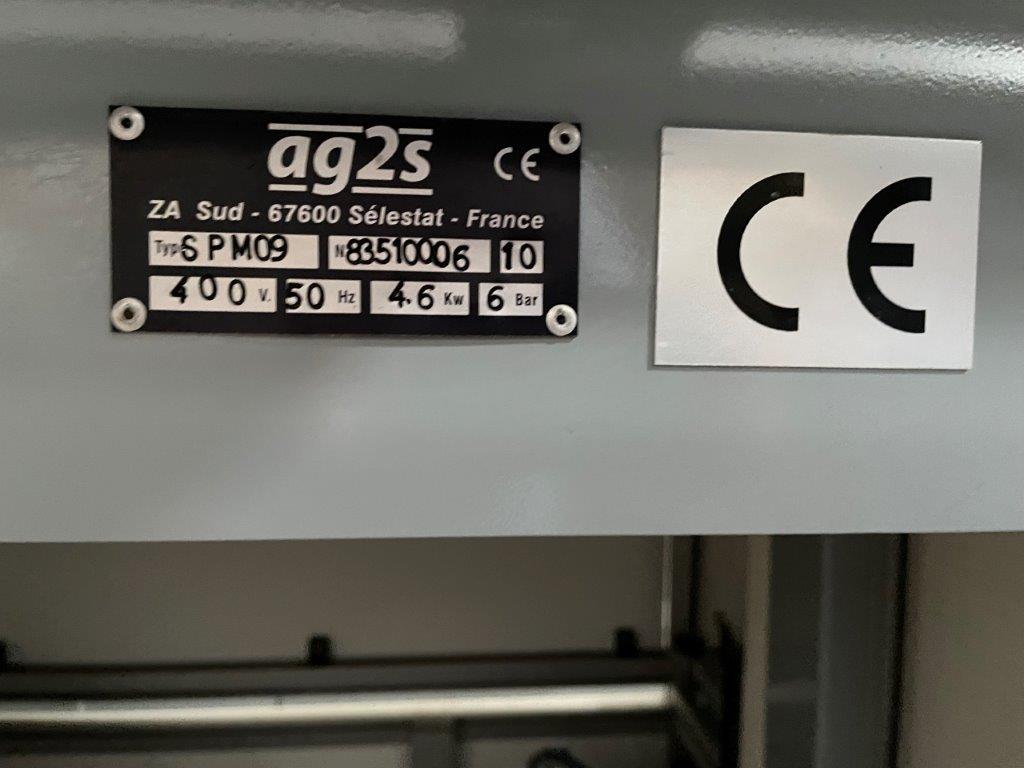 ag2s CE
ZA Sud - 67600 Sélestat - France
Type SPM09 N 83510006 10
400 V. 50 Hz 4.6 Kw 6 Bar
CE